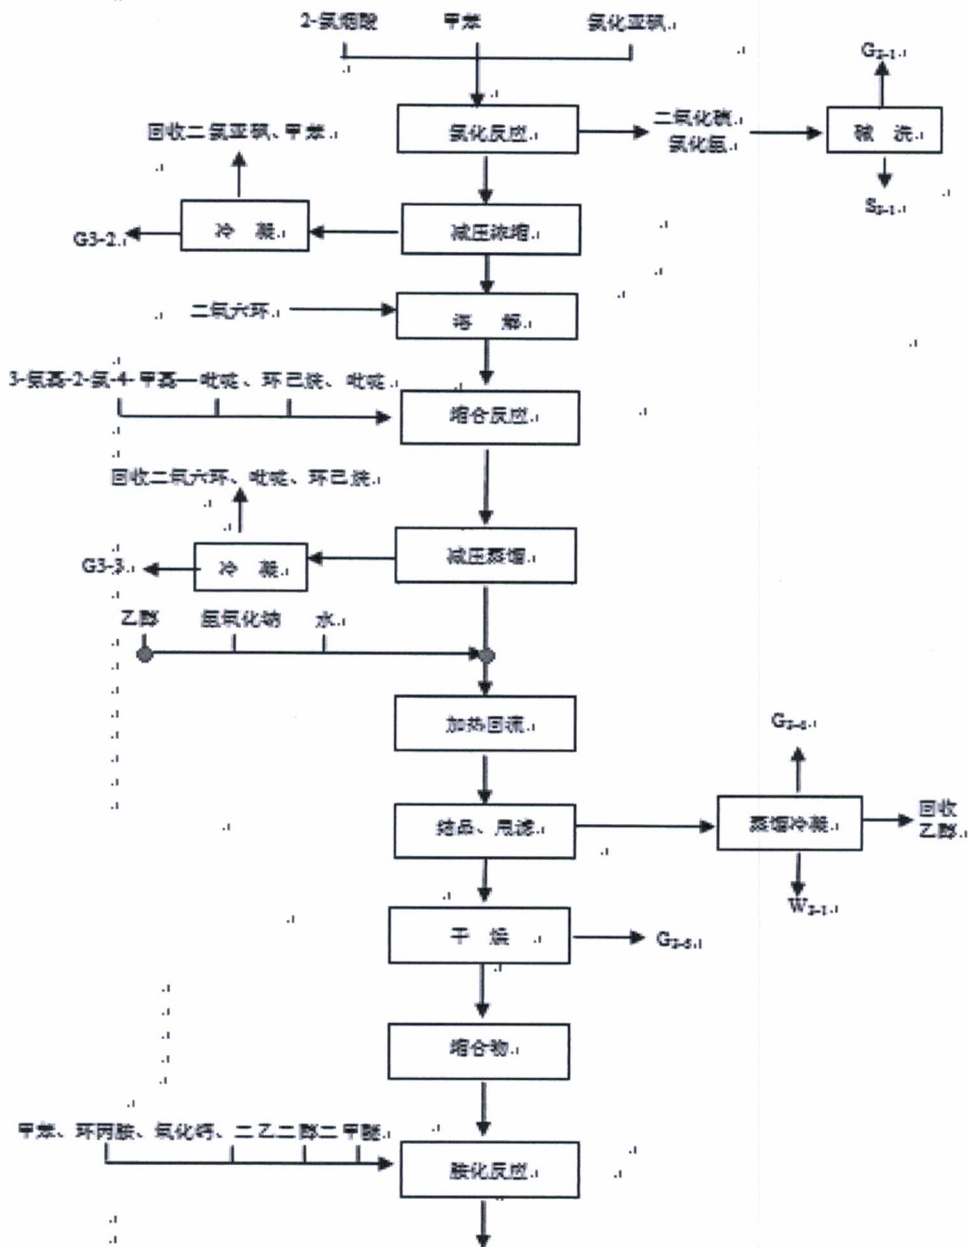 2-氯烟酸 甲苯 氯化亚砜
G3-1
氯化反应
二氧化硫
氯化氢
碱 洗
S3-1
回收二氯亚砜、甲苯
冷 凝
G3-2
减压浓缩
二氧六环
溶 解
3-氨基-2-氯-4-甲基—吡啶、环己烷、吡啶
缩合反应
回收二氧六环、吡啶、环己烷
减压蒸馏
冷 凝
G3-3
乙醇 氢氧化钠 水
加热回流
结晶、甩滤
蒸馏冷凝
回收
乙醇
W3-1
干 燥
G3-5
缩合物
甲苯、环丙胺、氧化钙、二乙二醇二甲醚
胺化反应